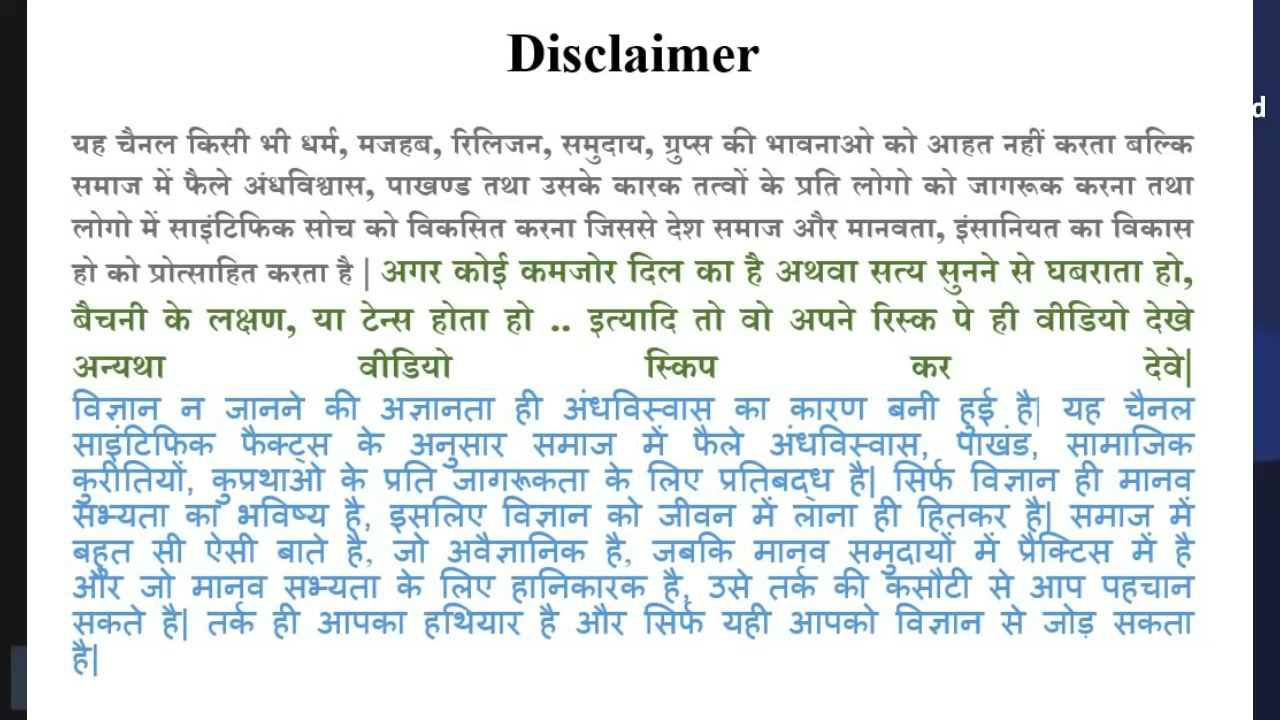 Disclaimer
d
यह चैनल किसी भी धर्म, मजहब, रिलिजन, समुदाय, ग्रुप्स की भावनाओ को आहत नहीं करता बल्कि
समाज में फैले अंधविश्वास, पाखण्ड तथा उसके कारक तत्वों के प्रति लोगो को जागरूक करना तथा
लोगो में साइंटिफिक सोच को विकसित करना जिससे देश समाज और मानवता, इंसानियत का विकास
हो को प्रोत्साहित करता है | अगर कोई कमजोर दिल का है अथवा सत्य सुनने से घबराता हो,
बैचनी के लक्षण, या टेन्स होता हो .. इत्यादि तो वो अपने रिस्क पे ही वीडियो देखे
अन्यथा वीडियो स्किप कर देवे|
विज्ञान न जानने की अज्ञानता ही अंधविस्वास का कारण बनी हुई है| यह चैनल
साइंटिफिक फैक्ट्स के अनुसार समाज में फैले अंधविस्वास, पाखंड, सामाजिक
कुरीतियों, कुप्रथाओ के प्रति जागरूकता के लिए प्रतिबद्ध है| सिर्फ विज्ञान ही मानव
सभ्यता का भविष्य है, इसलिए विज्ञान को जीवन में लाना ही हितकर है| समाज में
बहुत सी ऐसी बाते है, जो अवैज्ञानिक है, जबकि मानव समुदायों में प्रैक्टिस में है
और जो मानव सभ्यता के लिए हानिकारक है, उसे तर्क की कसौटी से आप पहचान
सकते है| तर्क ही आपका हथियार है और सिर्फ यही आपको विज्ञान से जोड़ सकता
है|